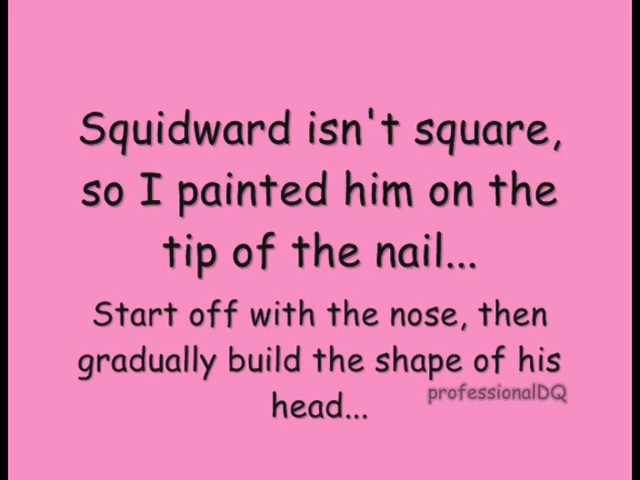 Squidward isn't square,
so I painted him on the
tip of the nail...
Start off with the nose, then
gradually build the shape of his
head...
professionalDQ